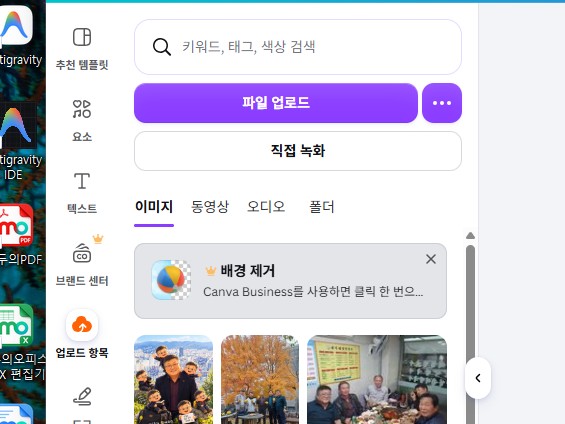 tigravity
tigravity
IDE
PDF
두의PDF
X
의오피스
X 편집기
추천 템플릿
요소
텍스트
CO
브랜드 센터
업로드 항목
키워드, 태그, 색상 검색
파일 업로드
직접 녹화
이미지 동영상 오디오 폴더
배경 제거
Canva Business를 사용하면 클릭 한 번으...